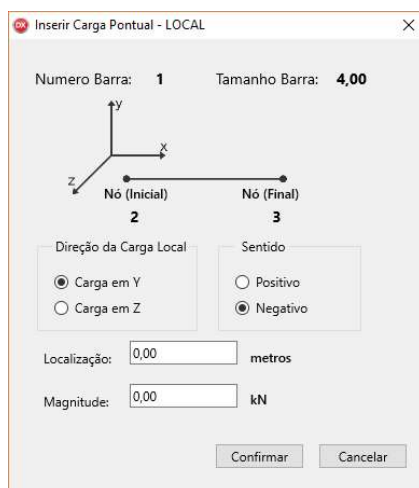 DX Inserir Carga Pontual - LOCAL
Numero Barra: 1 Tamanho Barra: 4,00
y
x
z
Nó (Inicial) Nó (Final)
2 3
Direção da Carga Local Sentido
Carga em Y Positivo
Carga em Z Negativo
Localização: 0,00 metros
Magnitude: 0,00 kN
Confirmar Cancelar